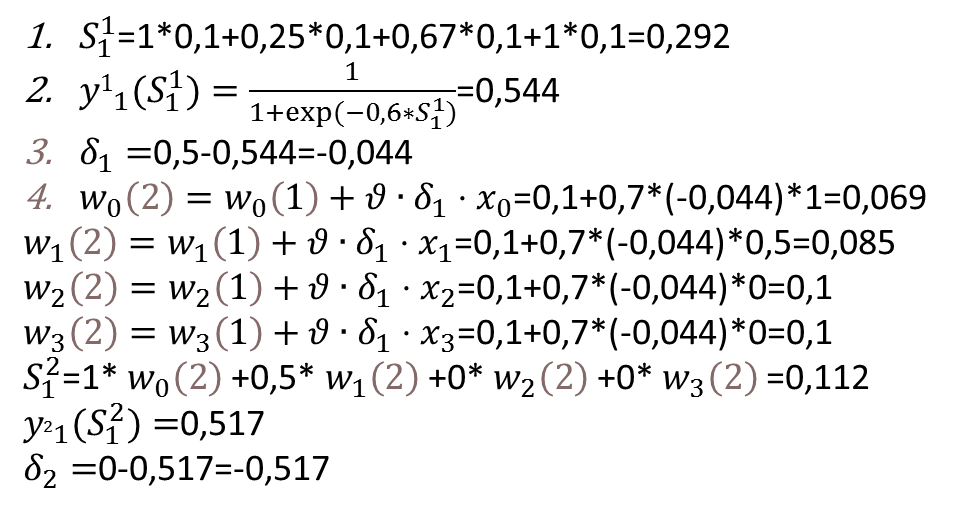 1. S₁¹=1*0,1+0,25*0,1+0,67*0,1+1*0,1=0,292
2. y¹₁(S₁¹) = 1/(1+exp(−0,6*S₁¹))=0,544
3. δ₁ =0,5-0,544=-0,044
4. w₀(2) = w₀(1) + ϑ · δ₁ · x₀=0,1+0,7*(-0,044)*1=0,069
w₁(2) = w₁(1) + ϑ · δ₁ · x₁=0,1+0,7*(-0,044)*0,5=0,085
w₂(2) = w₂(1) + ϑ · δ₁ · x₂=0,1+0,7*(-0,044)*0=0,1
w₃(2) = w₃(1) + ϑ · δ₁ · x₃=0,1+0,7*(-0,044)*0=0,1
S₁²=1* w₀(2) +0,5* w₁(2) +0* w₂(2) +0* w₃(2) =0,112
y²₁(S₁²) =0,517
δ₂ =0-0,517=-0,517